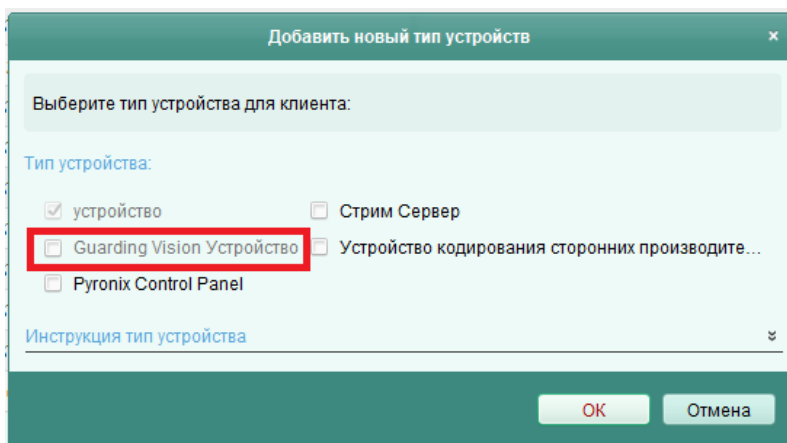 Добавить новый тип устройств
Выберите тип устройства для клиента:
Тип устройства:
устройство
Стрим Сервер
Guarding Vision Устройство
Устройство кодирования сторонних производите...
Pyronix Control Panel
Инструкция тип устройства
ОК
Отмена